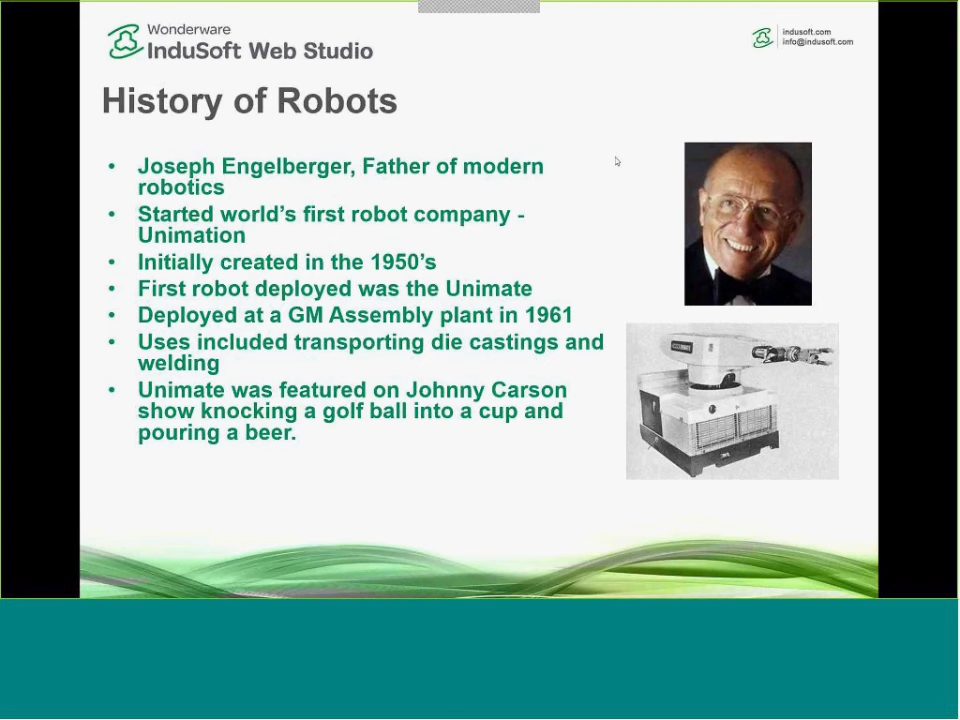 Wonderware
InduSoft Web Studio
indusoft.com
info@indusoft.com
History of Robots
• Joseph Engelberger, Father of modern
robotics
• Started world’s first robot company -
Unimation
• Initially created in the 1950’s
• First robot deployed was the Unimate
• Deployed at a GM Assembly plant in 1961
• Uses included transporting die castings and
welding
• Unimate was featured on Johnny Carson
show knocking a golf ball into a cup and
pouring a beer.